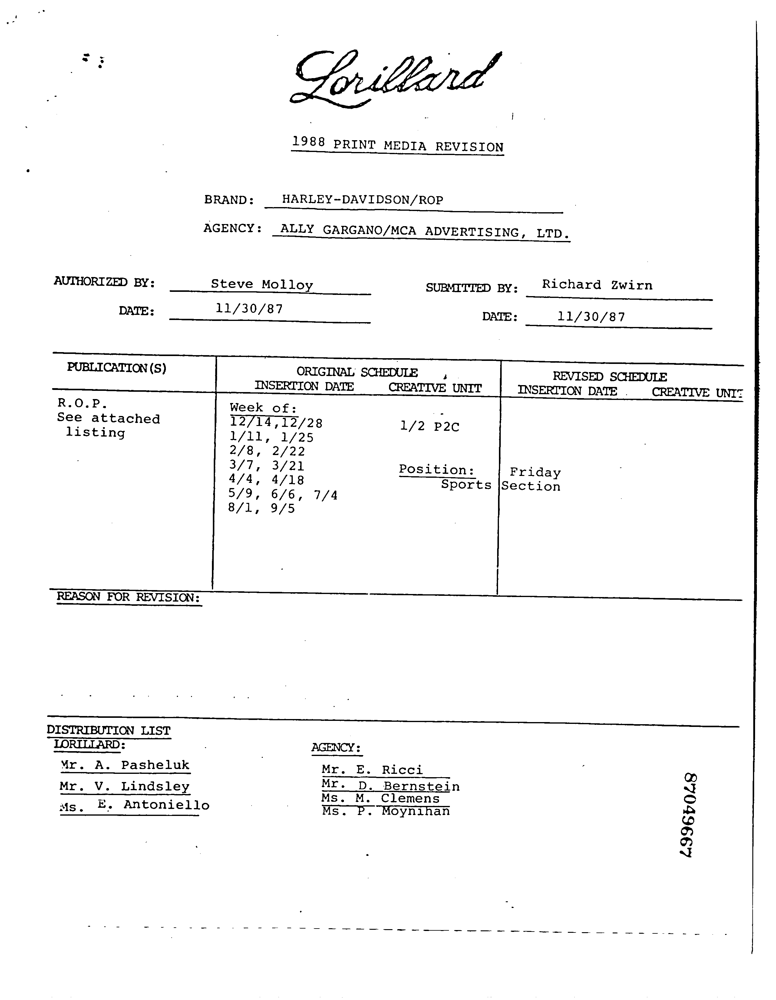 Lorillard
1988 PRINT MEDIA REVISION
BRAND: HARLEY-DAVIDSON/ROP
AGENCY: ALLY GARGANO/MCA ADVERTISING, LTD.
AUTHORIZED BY: Steve Molloy
SUBMITTED BY: Richard Zwirn
DATE: 11/30/87
DATE: 11/30/87
PUBLICATION(S)
ORIGINAL SCHEDULE
REVISED SCHEDULE
INSERTION DATE CREATIVE UNIT
INSERTION DATE CREATIVE UNIT
R.O.P.
See attached
listing
Week of:
12/14,12/28
1/11, 1/25
2/8, 2/22
3/7, 3/21
4/4, 4/18
5/9, 6/6, 7/4
8/1, 9/5
1/2 P2C
Position: Friday
Sports Section
REASON FOR REVISION:
DISTRIBUTION LIST
LORILLARD:
Mr. A. Pasheluk
Mr. V. Lindsley
Ms. E. Antoniello
AGENCY:
Mr. E. Ricci
Mr. D. Bernstein
Ms. M. Clemens
Ms. P. Moynihan
87049667